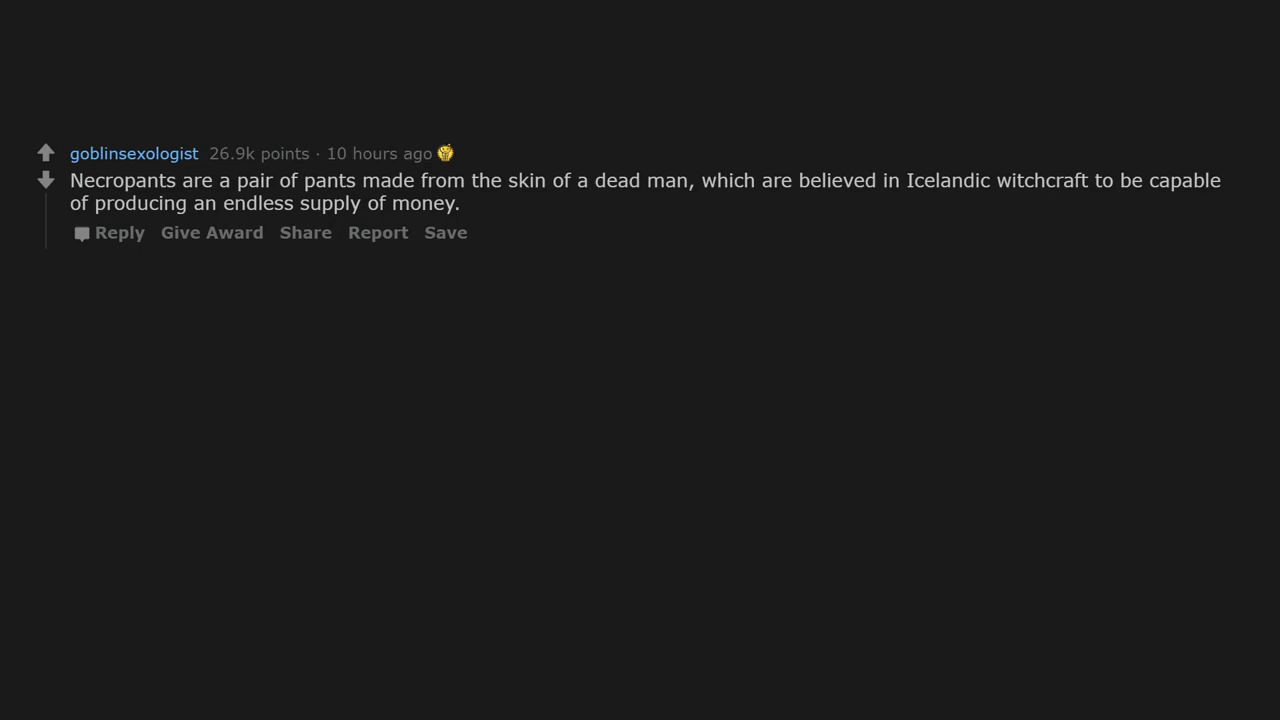 goblinsexologist 26.9k points · 10 hours ago
Necropants are a pair of pants made from the skin of a dead man, which are believed in Icelandic witchcraft to be capable
of producing an endless supply of money.
Reply Give Award Share Report Save